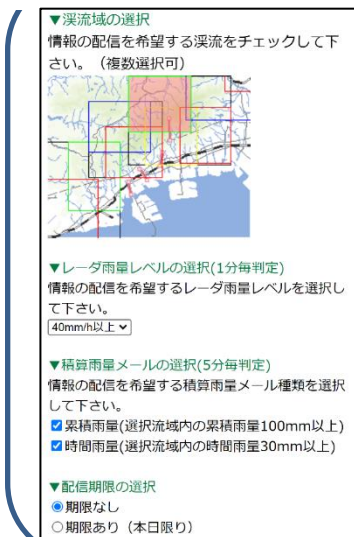 ▼渓流域の選択
情報の配信を希望する渓流をチェックして下
さい。（複数選択可）
▼レーダ雨量レベルの選択(1分毎判定)
情報の配信を希望するレーダ雨量レベルを選択し
て下さい。
40mm/h以上
▼積算雨量メールの選択(5分毎判定)
情報の配信を希望する積算雨量メール種類を選択
して下さい。
累積雨量(選択流域内の累積雨量100mm以上)
時間雨量(選択流域内の時間雨量30mm以上)
▼配信期限の選択
期限なし
期限あり（本日限り）